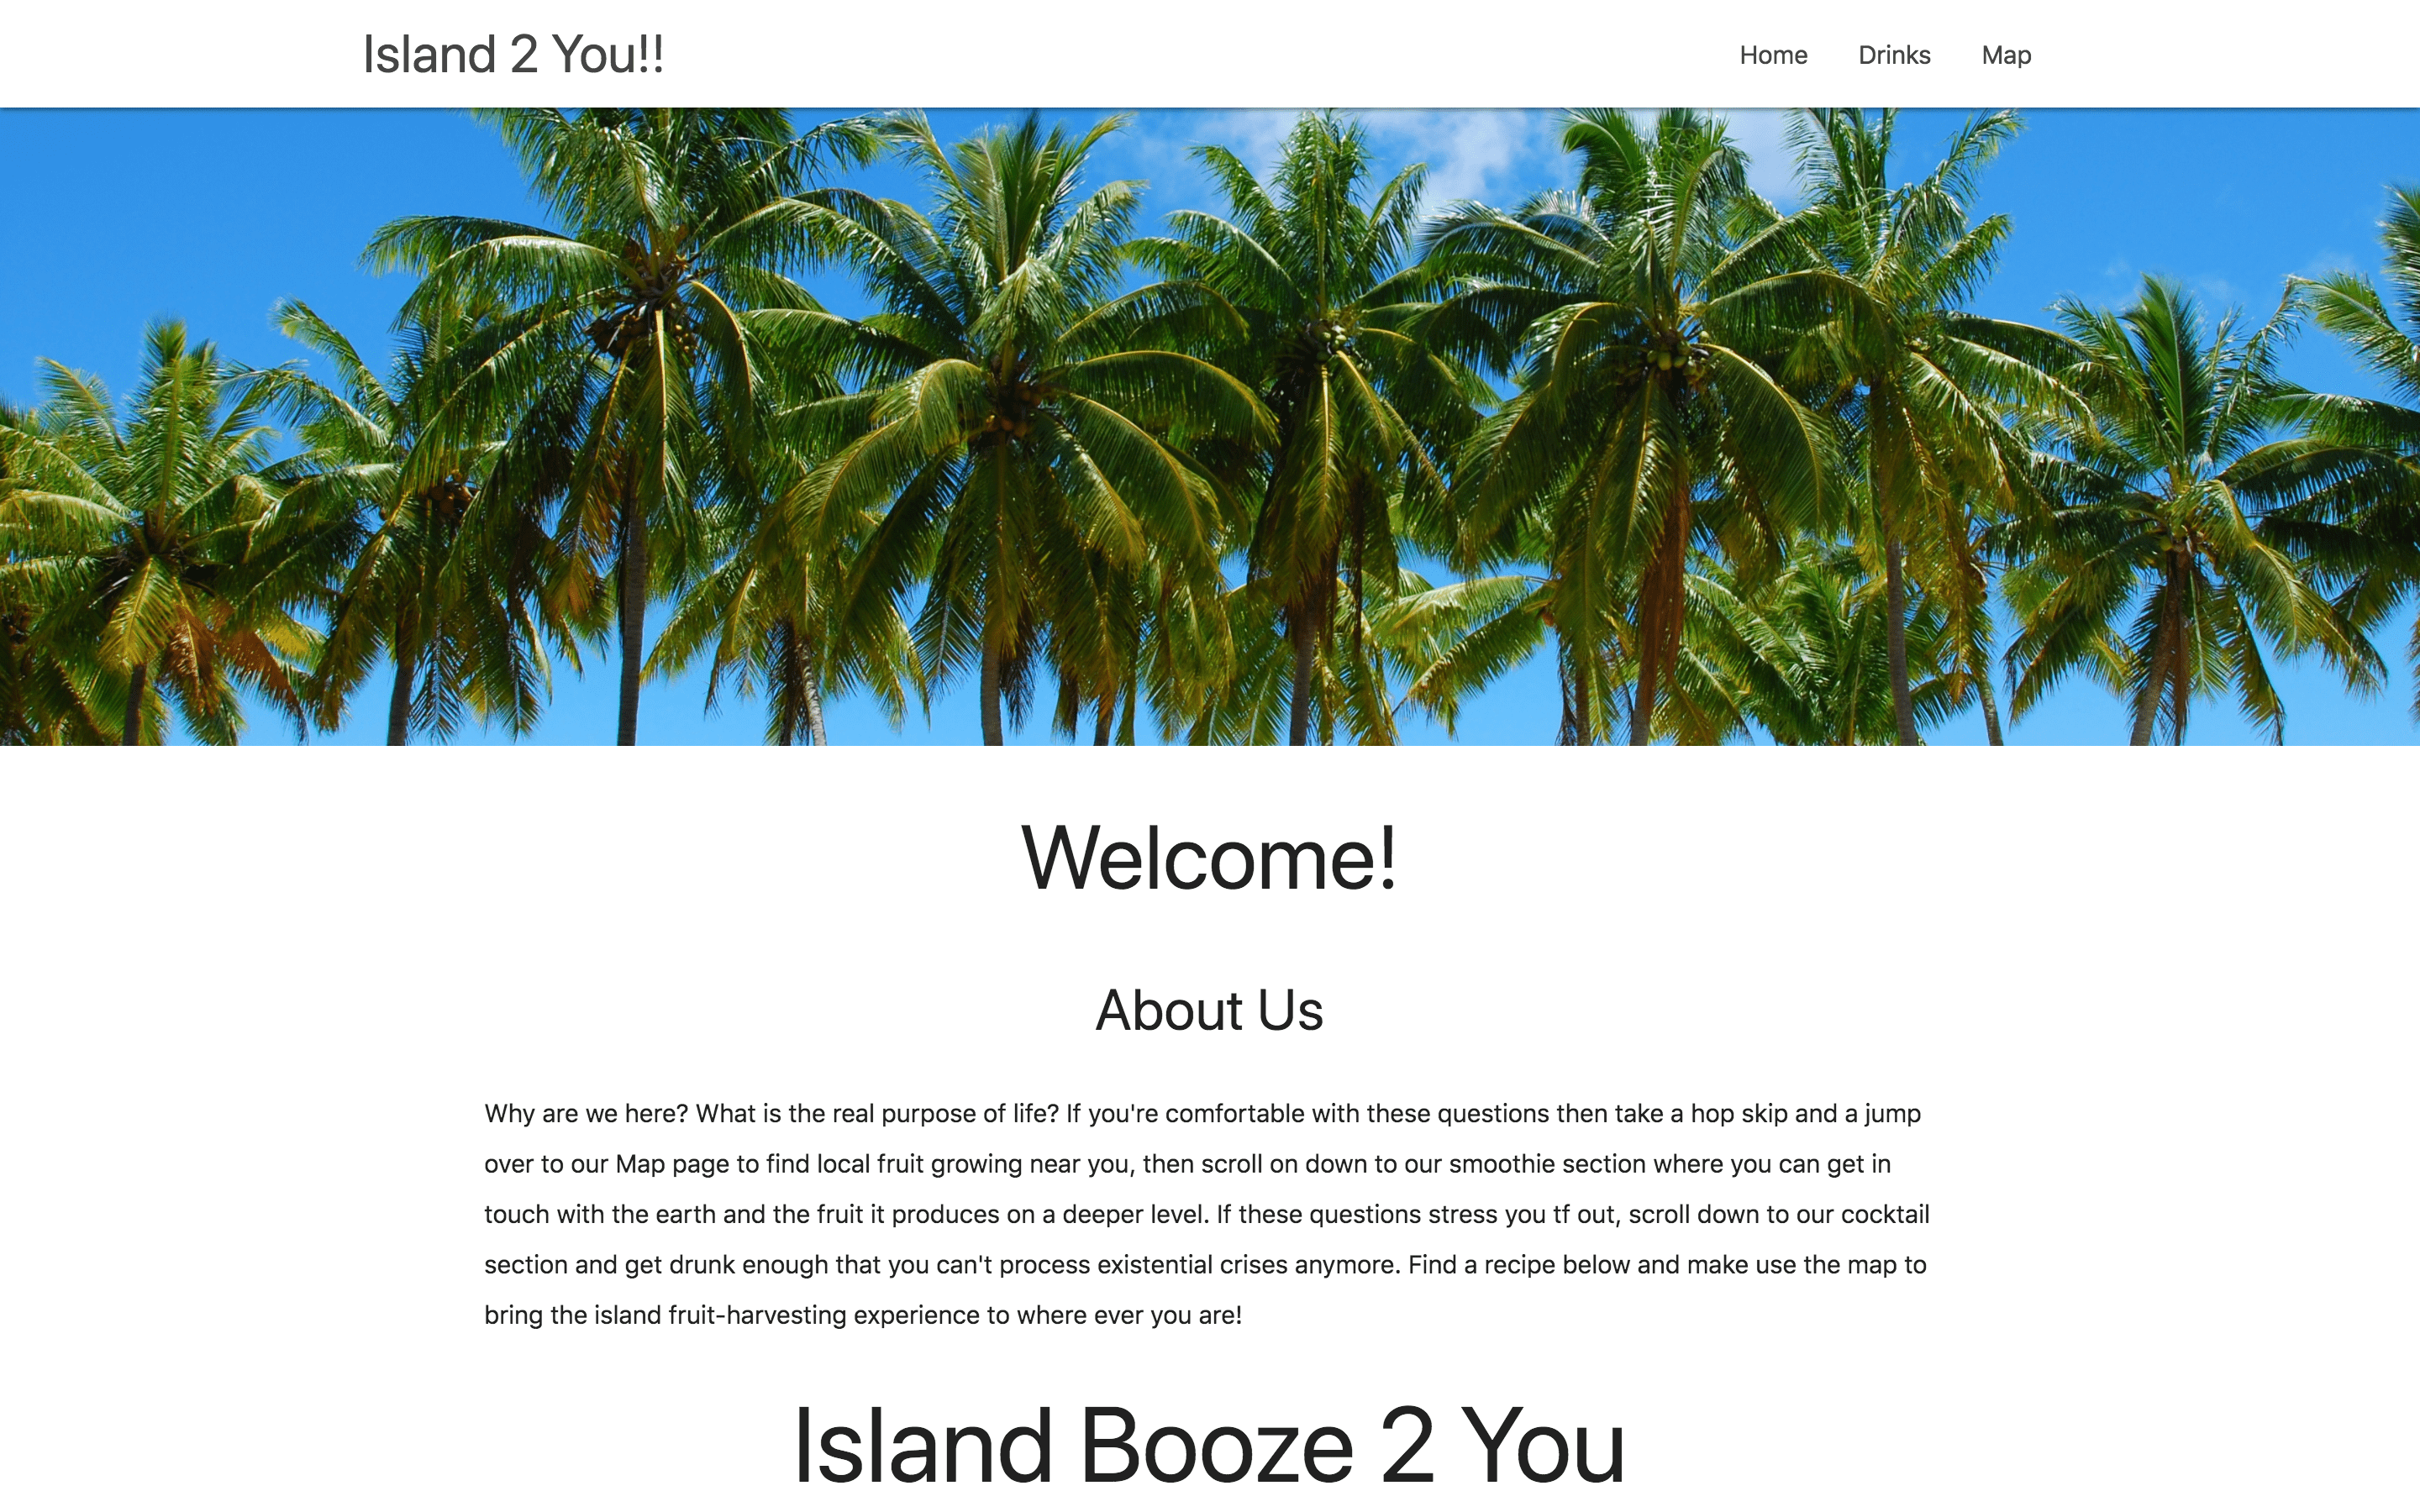 Island 2 You!!
Home Drinks Map
Welcome!
About Us
Why are we here? What is the real purpose of life? If you're comfortable with these questions then take a hop skip and a jump
over to our Map page to find local fruit growing near you, then scroll on down to our smoothie section where you can get in
touch with the earth and the fruit it produces on a deeper level. If these questions stress you tf out, scroll down to our cocktail
section and get drunk enough that you can't process existential crises anymore. Find a recipe below and make use the map to
bring the island fruit-harvesting experience to where ever you are!
Island Booze 2 You